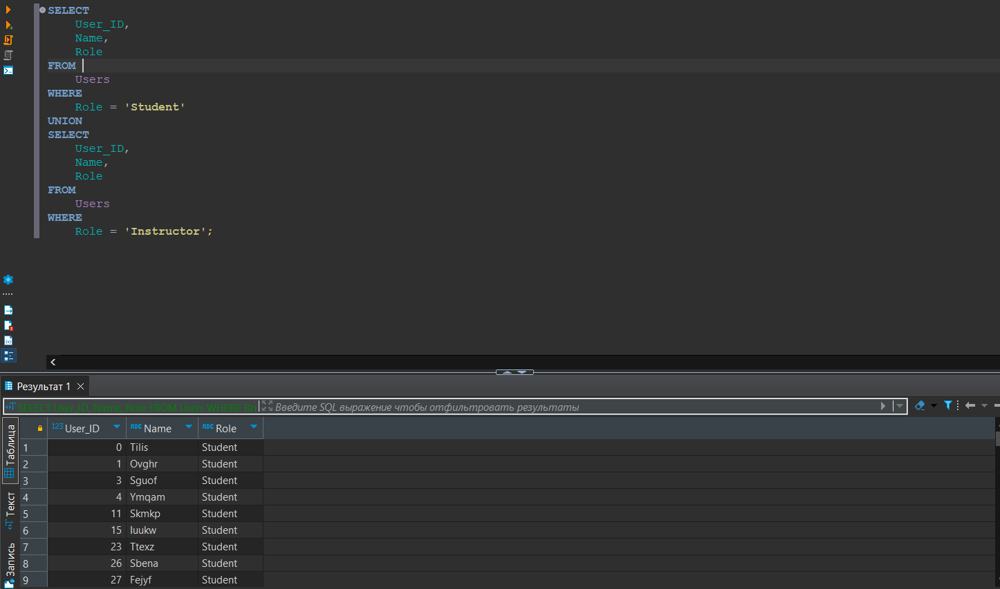 SELECT
User_ID,
Name,
Role
FROM
Users
WHERE
Role = 'Student'
UNION
SELECT
User_ID,
Name,
Role
FROM
Users
WHERE
Role = 'Instructor';
Результат 1
SELECT User_ID, Name, Role FROM Users WHERE Ro
Введите SQL выражение чтобы отфильтровать результаты
Таблица
Текст
Запись
123 User_ID ABC Name ABC Role
1 0 Tilis Student
2 1 Ovghr Student
3 3 Sguof Student
4 4 Ymqam Student
5 11 Skmkp Student
6 15 Iuukw Student
7 23 Ttexz Student
8 26 Sbena Student
9 27 Fejyf Student